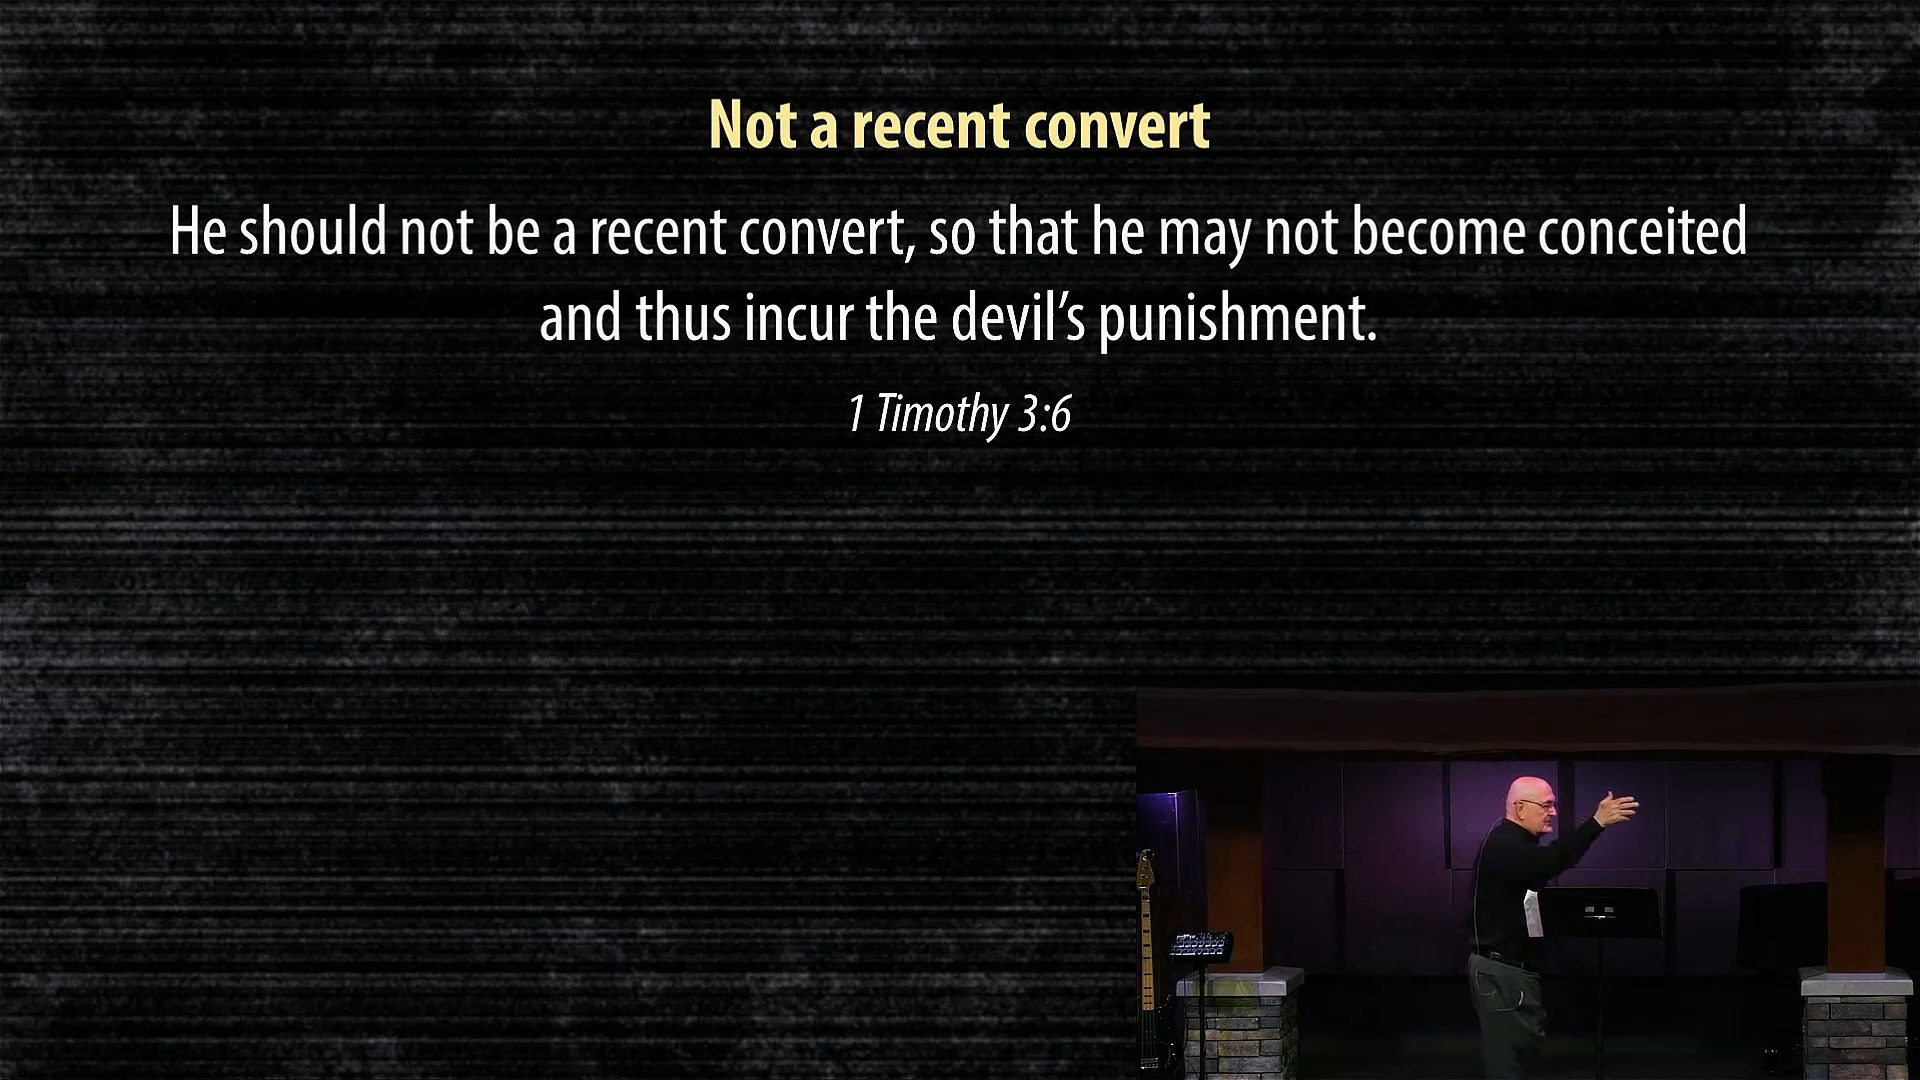 Not a recent convert
He should not be a recent convert, so that he may not become conceited
and thus incur the devil’s punishment.
1 Timothy 3:6